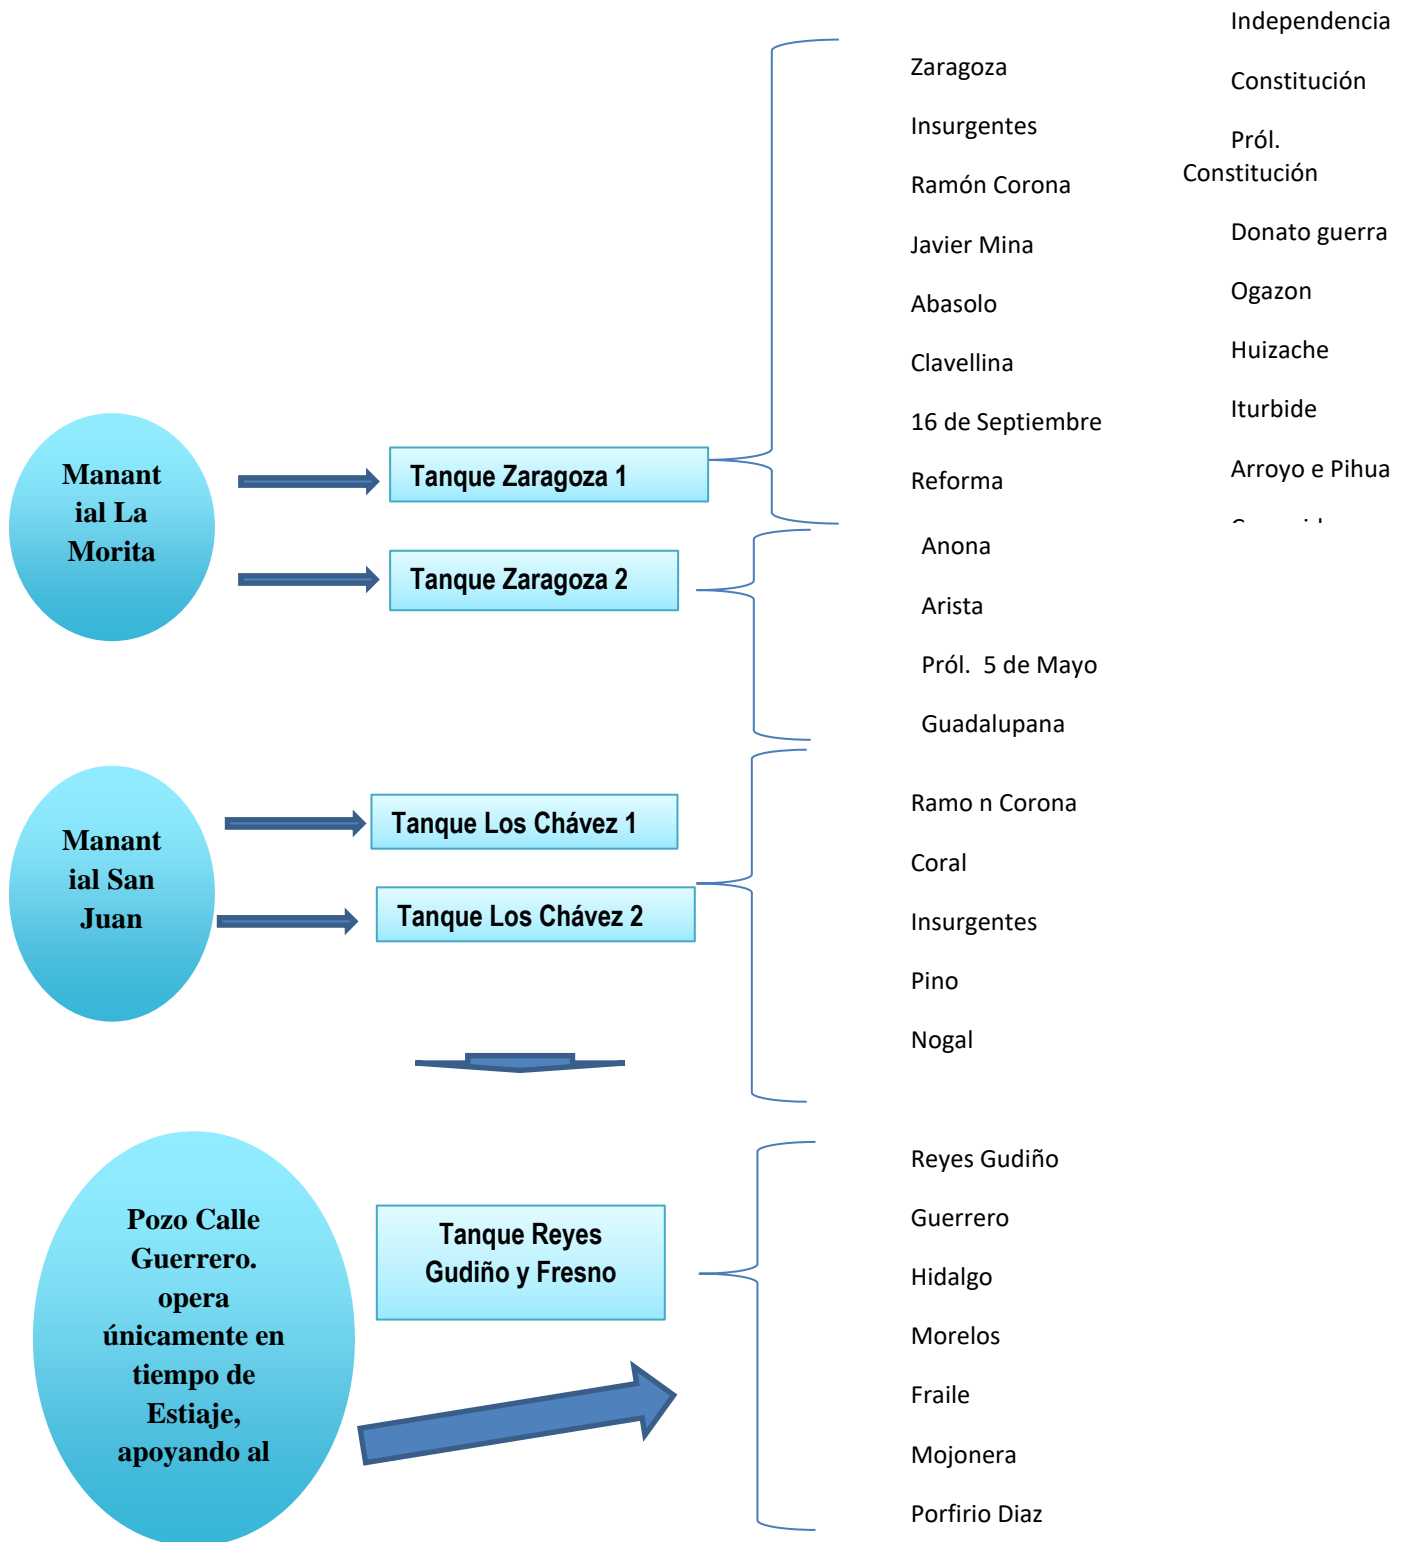 Manant
ial La
Morita
Tanque Zaragoza 1
Zaragoza
Insurgentes
Ramón Corona
Javier Mina
Abasolo
Clavellina
16 de Septiembre
Reforma
Independencia
Constitución
Pról.
Constitución
Donato guerra
Ogazon
Huizache
Iturbide
Arroyo e Pihua
Tanque Zaragoza 2
Anona
Arista
Pról.  5 de Mayo
Guadalupana
Manant
ial San
Juan
Tanque Los Chávez 1
Tanque Los Chávez 2
Ramo n Corona
Coral
Insurgentes
Pino
Nogal
Pozo Calle
Guerrero.
opera
únicamente en
tiempo de
Estiaje,
apoyando al
Tanque Reyes
Gudiño y Fresno
Reyes Gudiño
Guerrero
Hidalgo
Morelos
Fraile
Mojonera
Porfirio Diaz